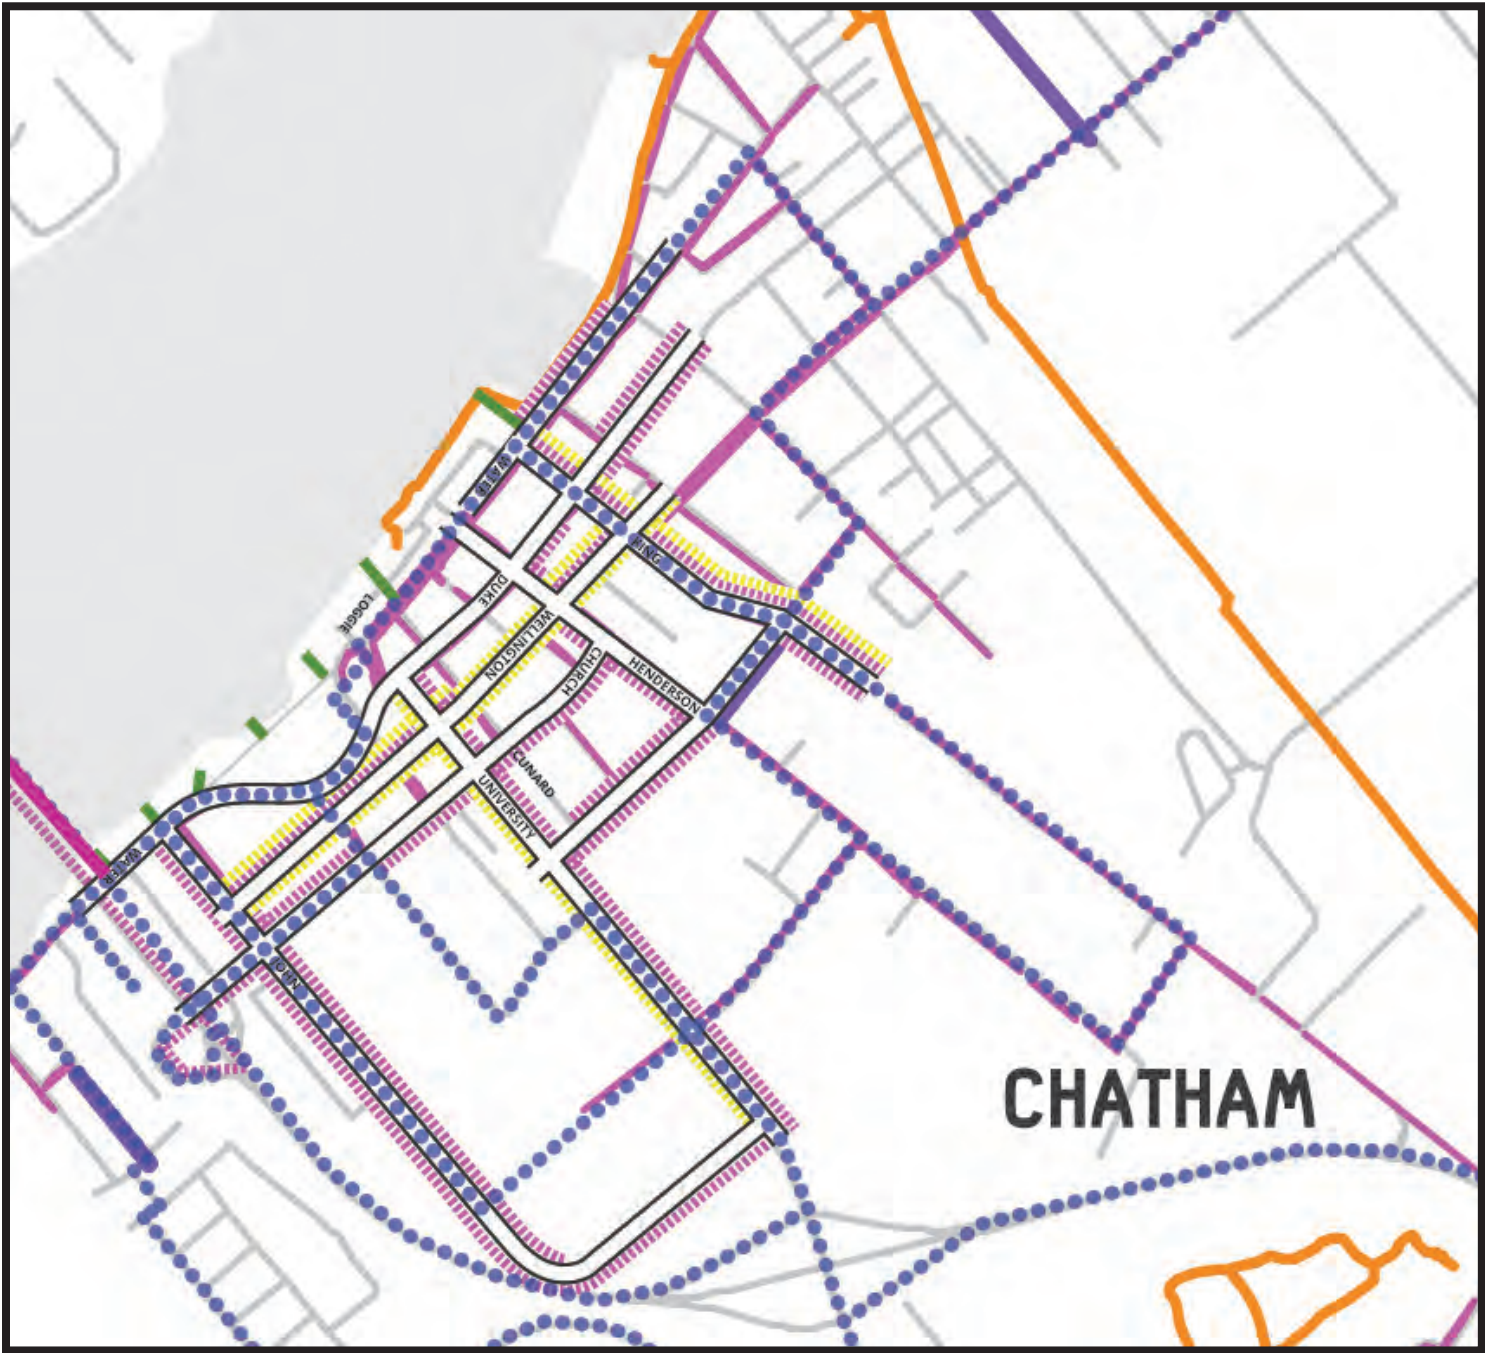 WATER
KING
DUKE
LOGGIE
WELLINGTON
CHURCH
HENDERSON
CUNARD
UNIVERSITY
WATER
JOHN
CHATHAM